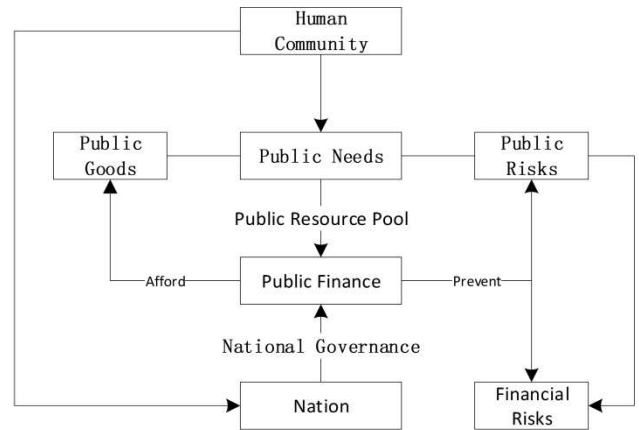 Human
Community
Public
Goods
Public Needs
Public
Risks
Public Resource Pool
Afford
Public Finance
Prevent
National Governance
Nation
Financial
Risks